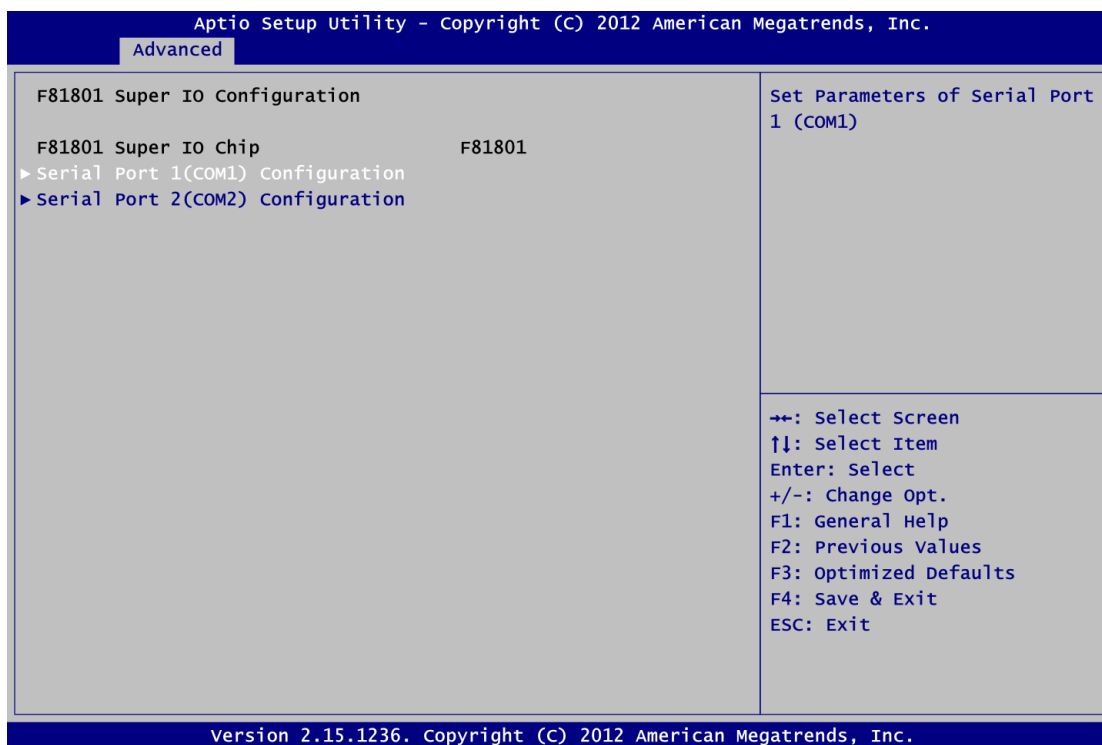 Aptio Setup Utility - Copyright (C) 2012 American Megatrends, Inc.
Advanced
F81801 Super IO Configuration
F81801 Super IO Chip F81801
►Serial Port 1(COM1) Configuration
►Serial Port 2(COM2) Configuration
Set Parameters of Serial Port
1 (COM1)
→←: Select Screen
↑↓: Select Item
Enter: Select
+/-: Change Opt.
F1: General Help
F2: Previous Values
F3: Optimized Defaults
F4: Save & Exit
ESC: Exit
Version 2.15.1236. Copyright (C) 2012 American Megatrends, Inc.